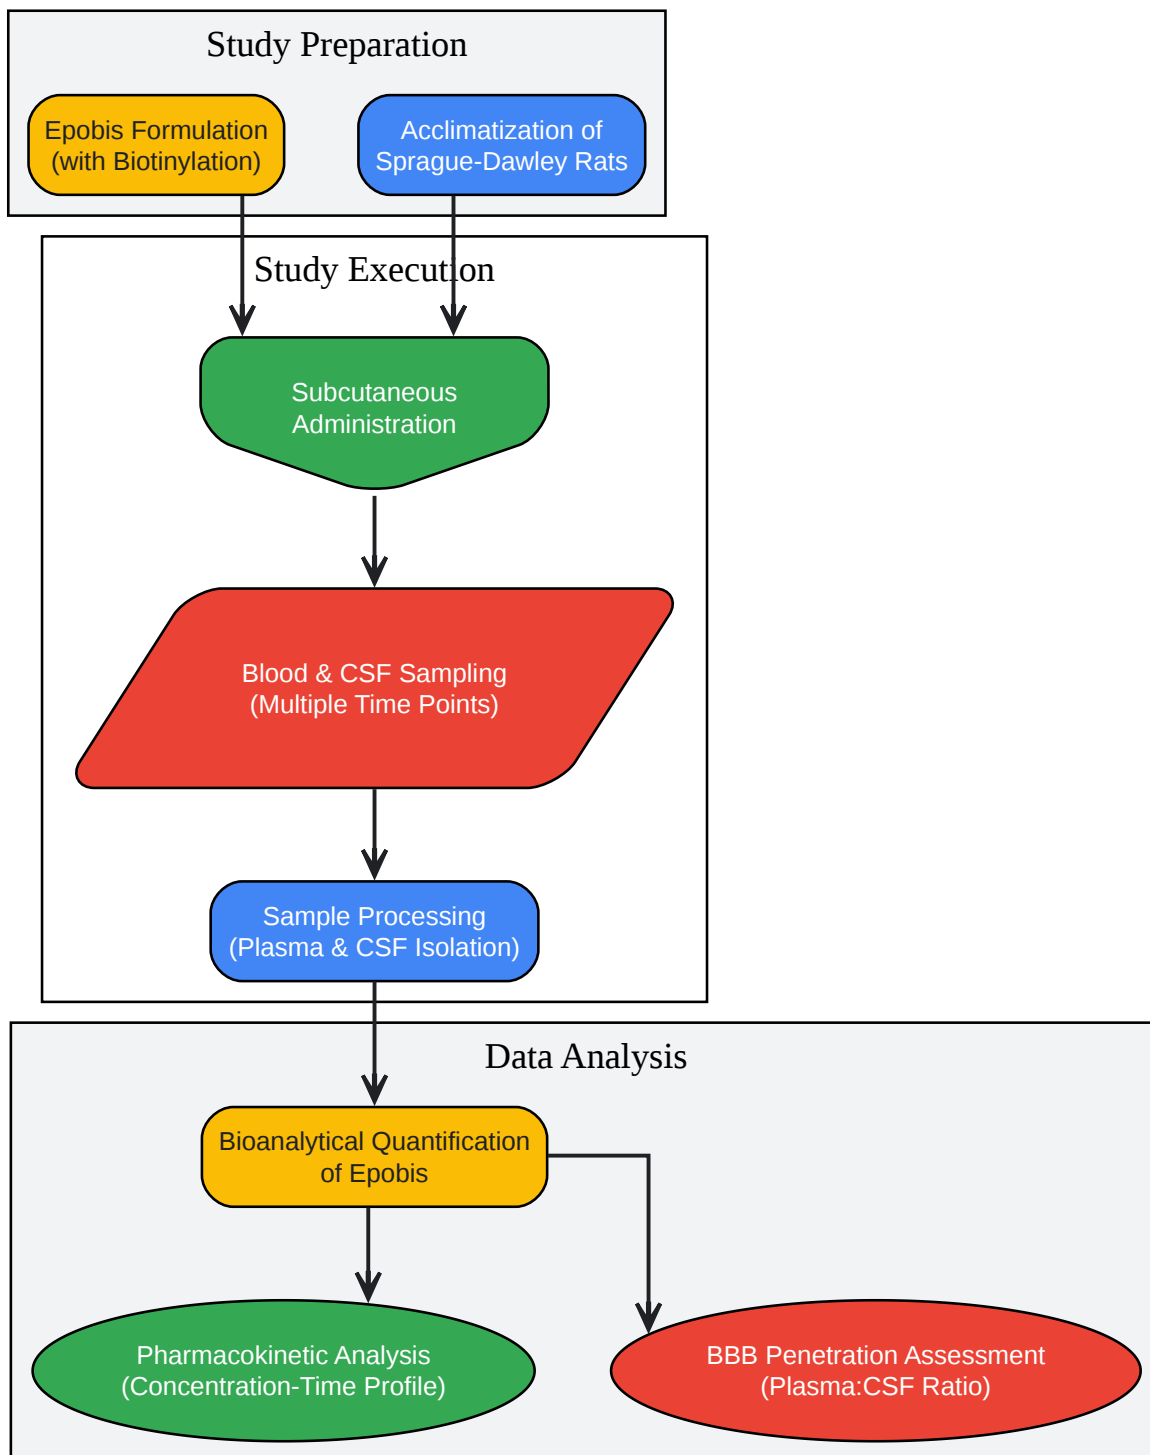 Study Preparation
Epobis Formulation
(with Biotinylation)
Acclimatization of
Sprague-Dawley Rats
Study Execution
Subcutaneous
Administration
Blood & CSF Sampling
(Multiple Time Points)
Sample Processing
(Plasma & CSF Isolation)
Data Analysis
Bioanalytical Quantification
of Epobis
Pharmacokinetic Analysis
(Concentration-Time Profile)
BBB Penetration Assessment
(Plasma:CSF Ratio)